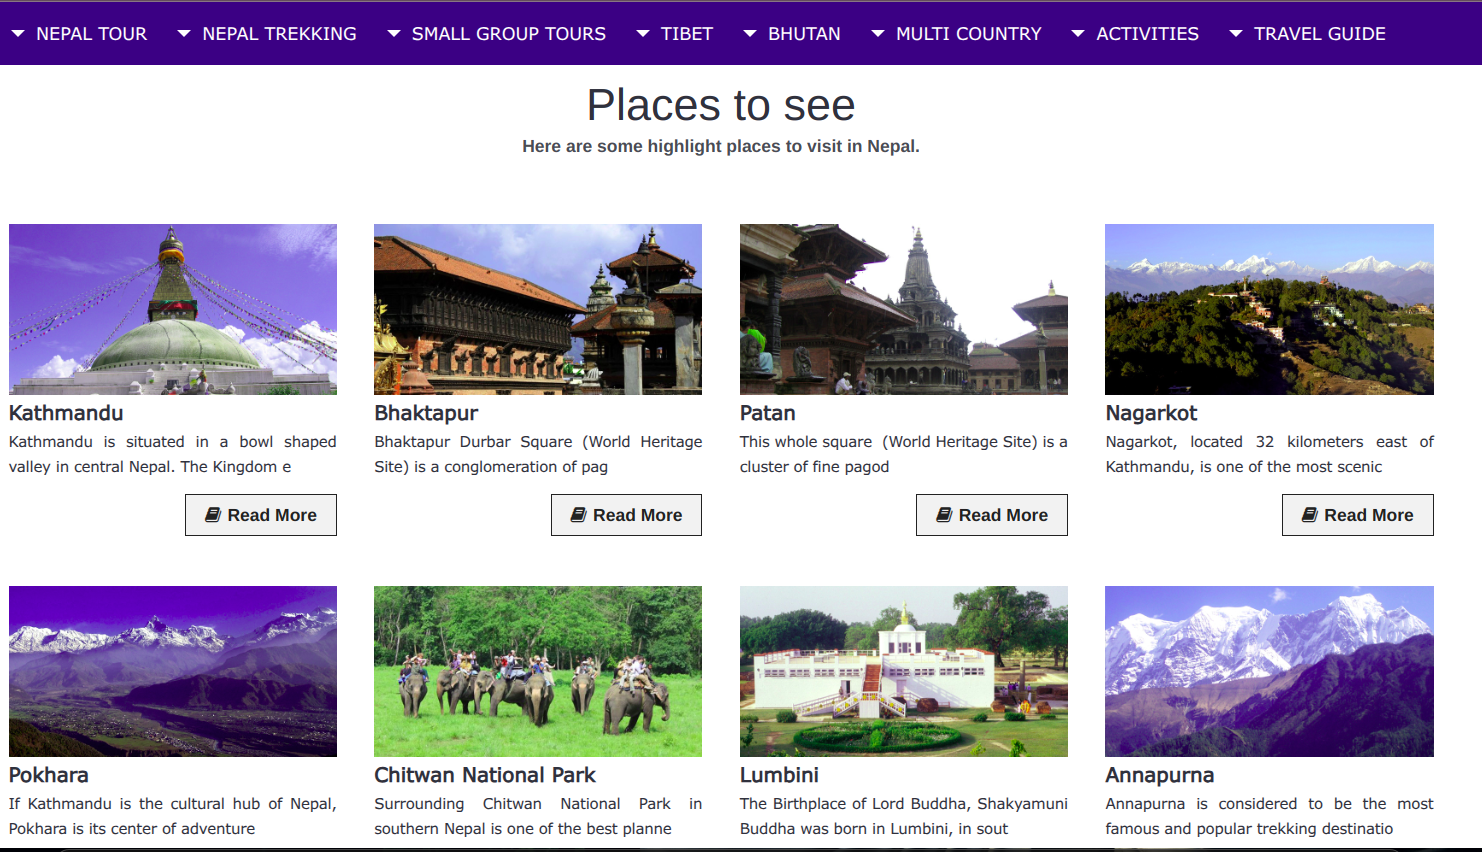 NEPAL TOUR NEPAL TREKKING SMALL GROUP TOURS TIBET BHUTAN MULTI COUNTRY ACTIVITIES TRAVEL GUIDE
Places to see
Here are some highlight places to visit in Nepal.
Kathmandu
Kathmandu is situated in a bowl shaped
valley in central Nepal. The Kingdom e
Read More
Bhaktapur
Bhaktapur Durbar Square (World Heritage
Site) is a conglomeration of pag
Read More
Patan
This whole square (World Heritage Site) is a
cluster of fine pagod
Read More
Nagarkot
Nagarkot, located 32 kilometers east of
Kathmandu, is one of the most scenic
Read More
Pokhara
If Kathmandu is the cultural hub of Nepal,
Pokhara is its center of adventure
Chitwan National Park
Surrounding Chitwan National Park in
southern Nepal is one of the best planne
Lumbini
The Birthplace of Lord Buddha, Shakyamuni
Buddha was born in Lumbini, in sout
Annapurna
Annapurna is considered to be the most
famous and popular trekking destinatio